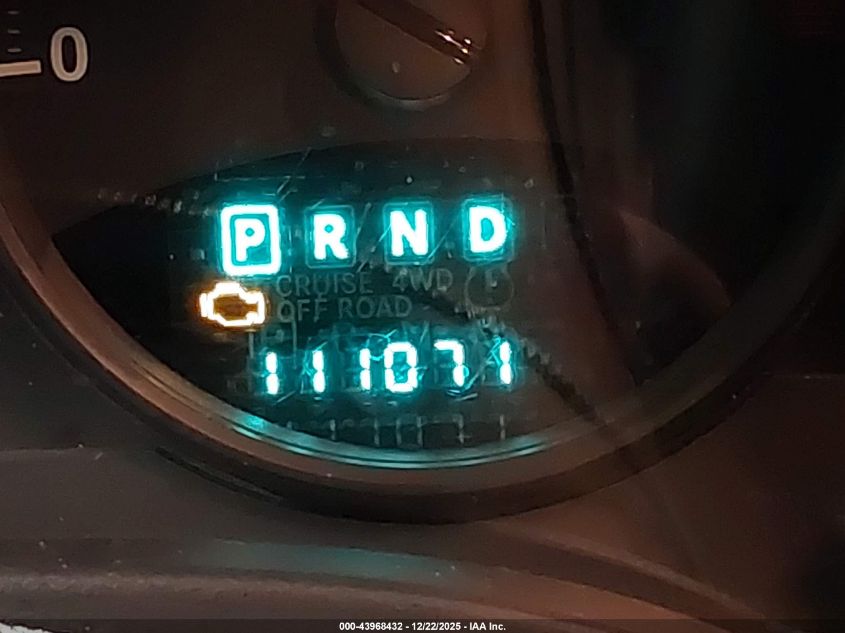 0
P R N D
CRUISE 4WD
OFF ROAD
111071
000-43968432 - 12/22/2025 - IAA Inc.